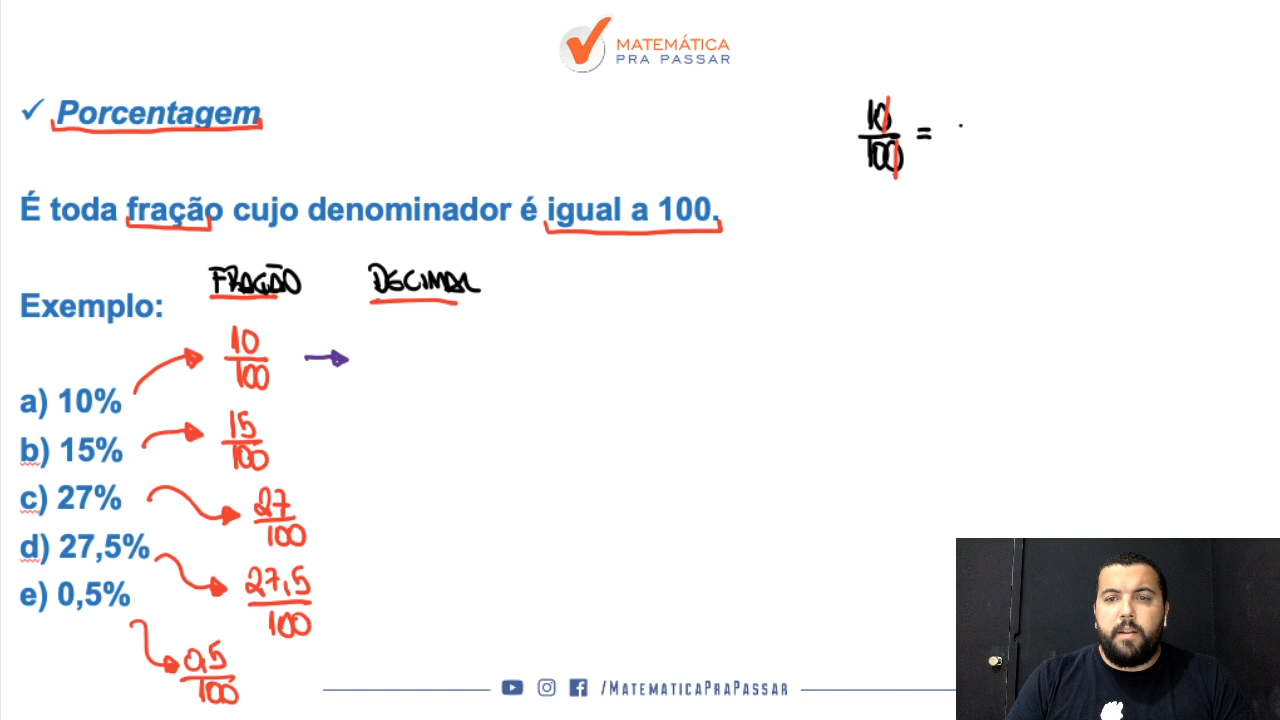 MATEMÁTICA
PRA PASSAR
✓ Porcentagem
10/100 =
É toda fração cujo denominador é igual a 100.
FRAÇÃO DECIMAL
Exemplo:
10/100
a) 10%
15/100
b) 15%
c) 27%
27/100
d) 27,5%
27,5/100
e) 0,5%
0,5/100
/MATEMATICAPRAPASSAR